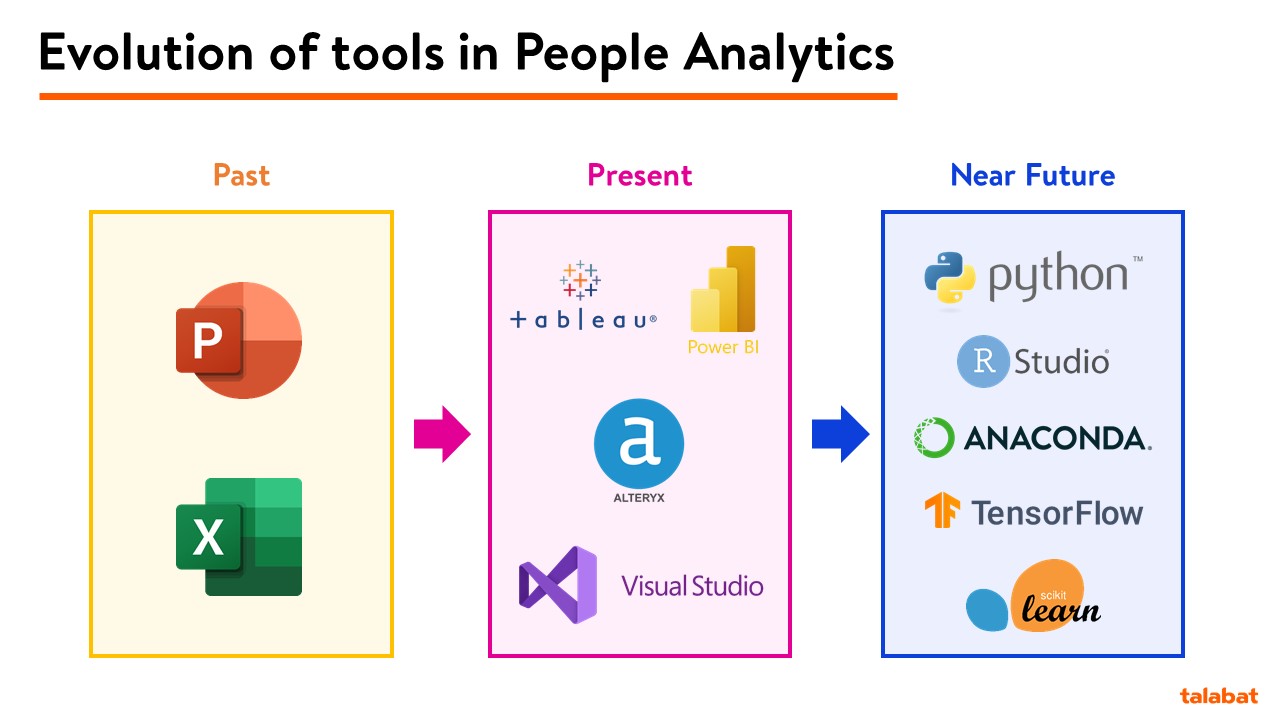 Evolution of tools in People Analytics
Past
Present
Near Future
P
X
+ a b l e a u®
Power BI
a
ALTERYX
Visual Studio
python™
R Studio®
ANACONDA.
TensorFlow
scikit
learn
talabat